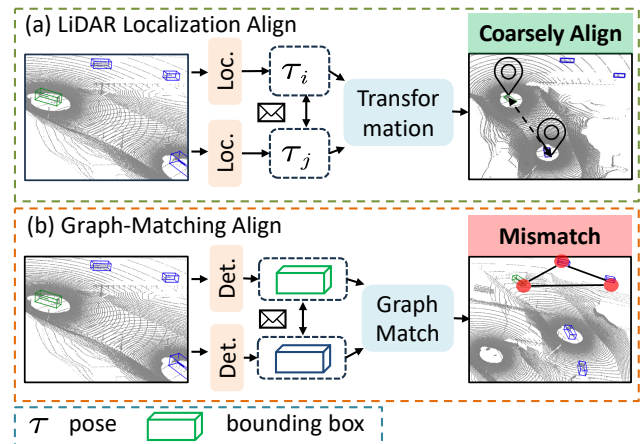 (a) LiDAR Localization Align
Coarsely Align
Loc.
τi
Transfor
mation
Loc.
τj
(b) Graph-Matching Align
Mismatch
Det.
Graph
Match
Det.
τ pose bounding box